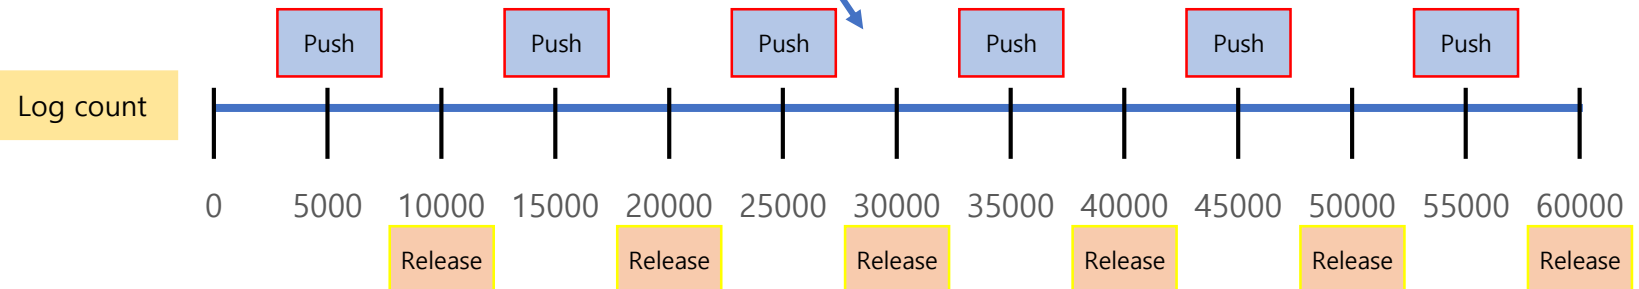 Push Push Push Push Push Push
Log count
0 5000 10000 15000 20000 25000 30000 35000 40000 45000 50000 55000 60000
Release Release Release Release Release Release